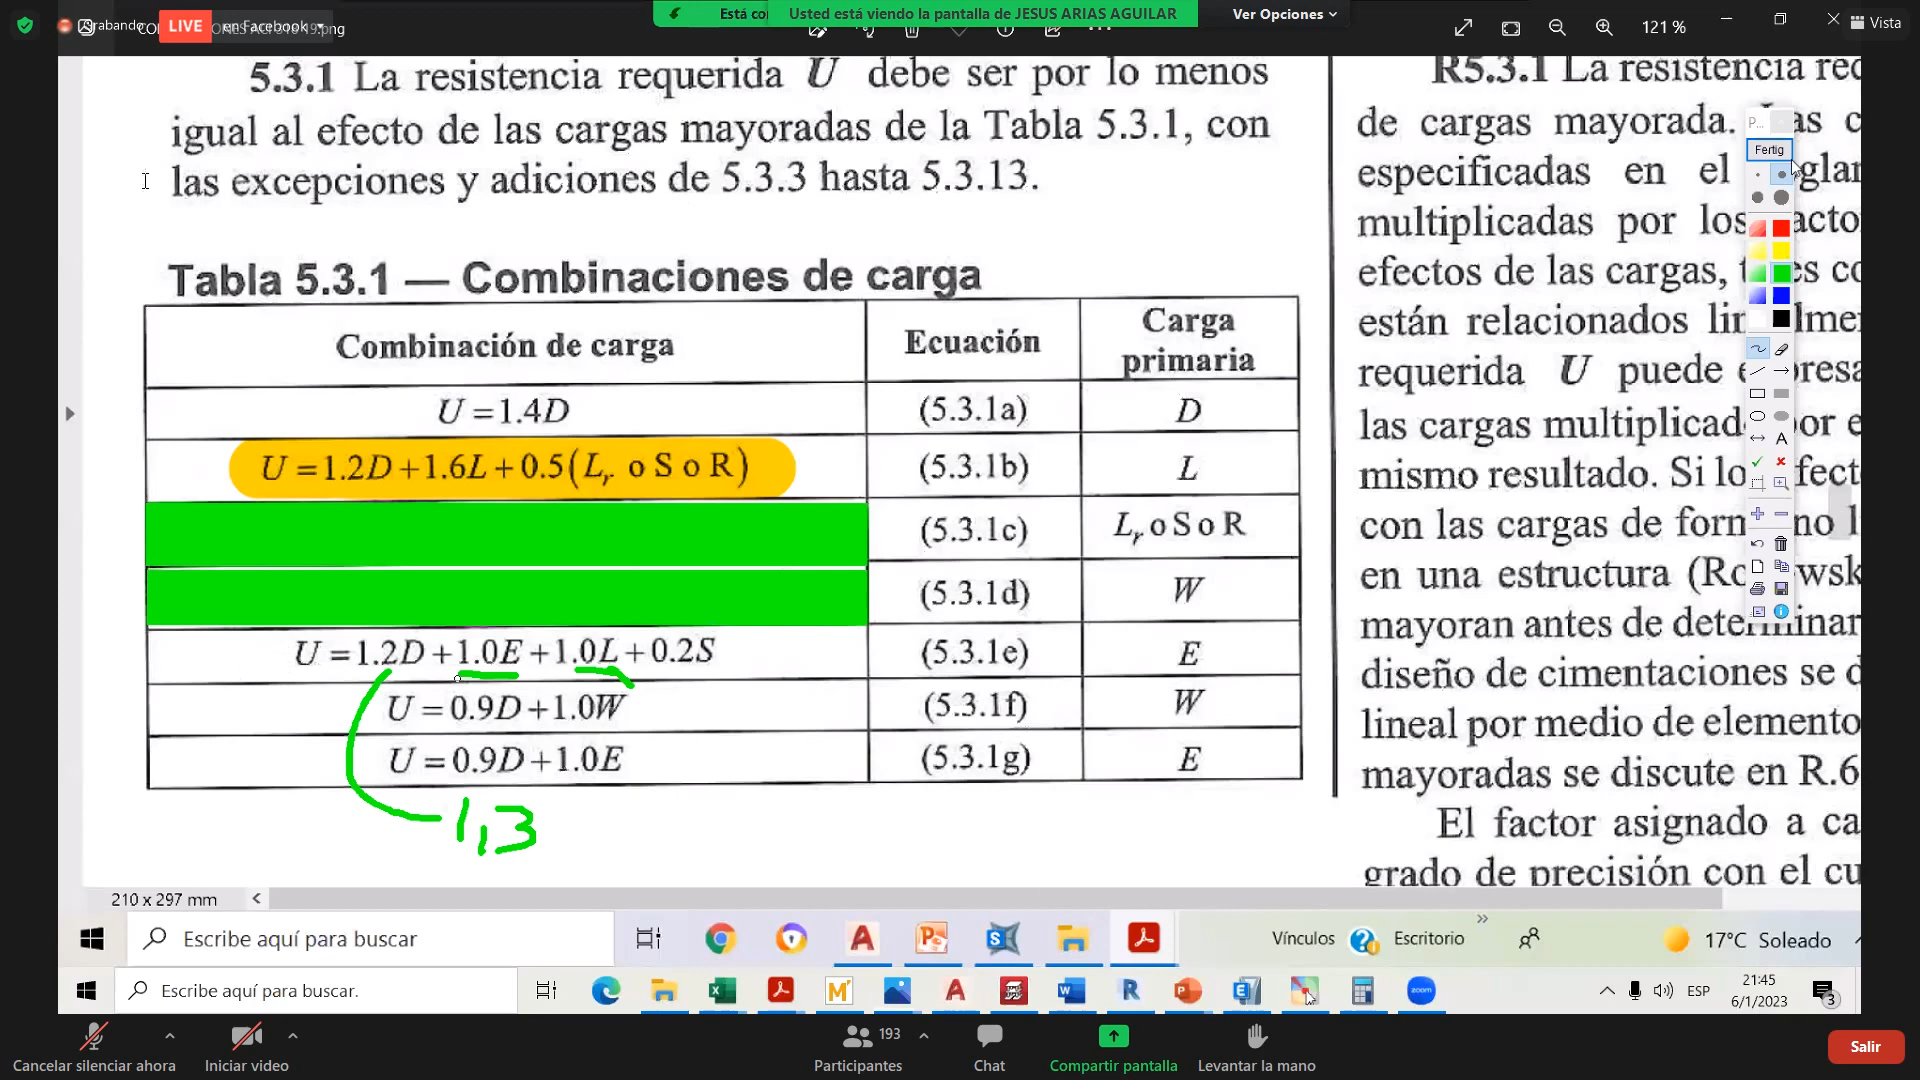 Grabando
LIVE
en Facebook
Usted está viendo la pantalla de JESUS ARIAS AGUILAR
Ver Opciones
121 %
Vista
5.3.1 La resistencia requerida U debe ser por lo menos
igual al efecto de las cargas mayoradas de la Tabla 5.3.1, con
las excepciones y adiciones de 5.3.3 hasta 5.3.13.
Tabla 5.3.1 — Combinaciones de carga
Combinación de carga Ecuación Carga primaria
U = 1.4D (5.3.1a) D
U = 1.2D + 1.6L + 0.5(Lr o S o R) (5.3.1b) L
(5.3.1c) Lr o S o R
(5.3.1d) W
U = 1.2D + 1.0E + 1.0L + 0.2S (5.3.1e) E
U = 0.9D + 1.0W (5.3.1f) W
U = 0.9D + 1.0E (5.3.1g) E
1,3
R5.3.1 La resistencia
de cargas mayorada.
especificadas en el
multiplicadas por los
efectos de las cargas,
están relacionados
requerida U puede
las cargas
mismo resultado. Si
con las cargas de
en una estructura
mayoran antes de
diseño de cimentaciones se
lineal por medio de
mayoradas se discute en R.6
El factor asignado a
grado de precisión con el
P...
Fertig
A
210 x 297 mm
Escribe aquí para buscar
Vínculos
Escritorio
17°C Soleado
Escribe aquí para buscar.
zoom
ESP
21:45
6/1/2023
3
Cancelar silenciar ahora
Iniciar video
193
Participantes
Chat
Compartir pantalla
Levantar la mano
Salir